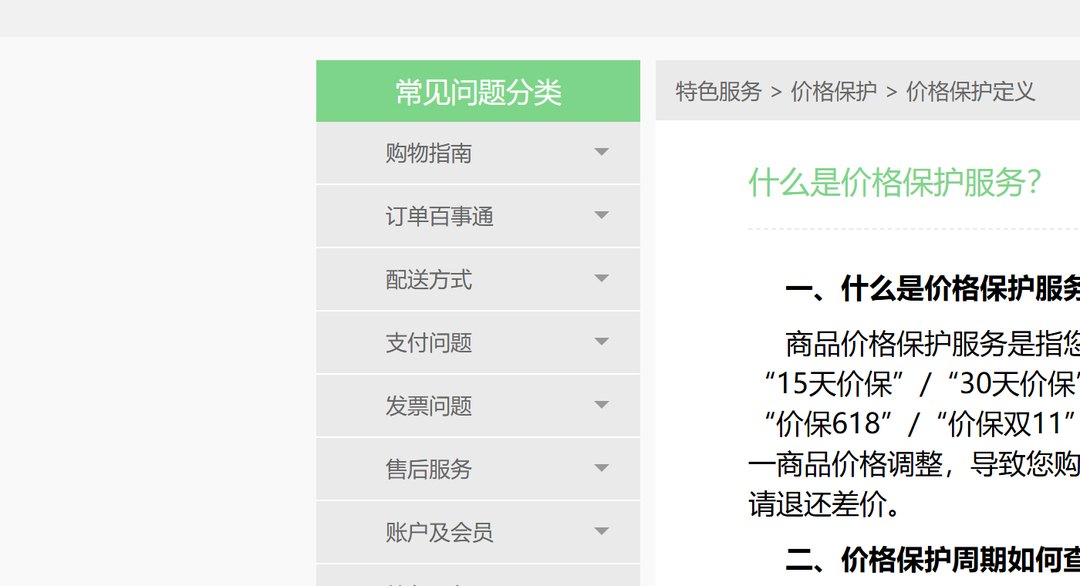 常见问题分类
购物指南
订单百事通
配送方式
支付问题
发票问题
售后服务
账户及会员
特色服务 > 价格保护 > 价格保护定义
什么是价格保护服务？
一、什么是价格保护服务
商品价格保护服务是指您
“15天价保” / “30天价保”
“价保618” / “价保双11”
一商品价格调整，导致您购
请退还差价。
二、价格保护周期如何查